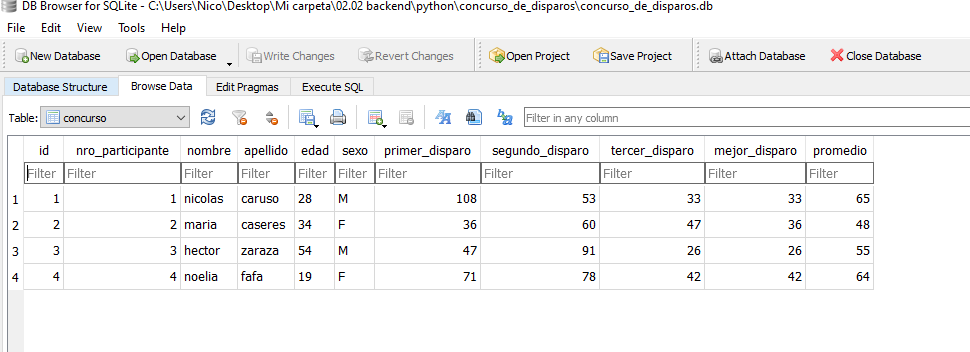 DB Browser for SQLite - C:\Users\Nico\Desktop\Mi carpeta\02.02 backend\python\concurso_de_disparos\concurso_de_disparos.db
File Edit View Tools Help
New Database Open Database Write Changes Revert Changes Open Project Save Project Attach Database Close Database
Database Structure Browse Data Edit Pragmas Execute SQL
Table: concurso Filter in any column
id nro_participante nombre apellido edad sexo primer_disparo segundo_disparo tercer_disparo mejor_disparo promedio
Filter Filter Filter Filter Filter Filter Filter Filter Filter Filter Filter
1 1 1 nicolas caruso 28 M 108 53 33 33 65
2 2 2 maria caseres 34 F 36 60 47 36 48
3 3 3 hector zaraza 54 M 47 91 26 26 55
4 4 4 noelia fafa 19 F 71 78 42 42 64